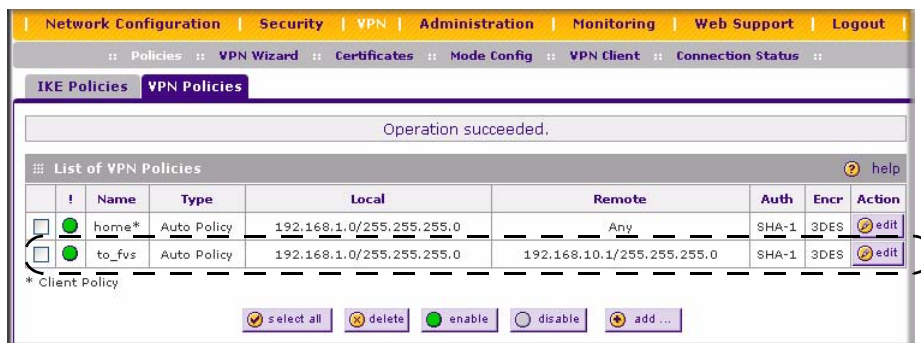 Network Configuration | Security | VPN | Administration | Monitoring | Web Support | Logout |
:: Policies :: VPN Wizard :: Certificates :: Mode Config :: VPN Client :: Connection Status ::
IKE Policies VPN Policies
Operation succeeded.
List of VPN Policies help
! Name Type Local Remote Auth Encr Action
home* Auto Policy 192.168.1.0/255.255.255.0 Any SHA-1 3DES edit
to_fvs Auto Policy 192.168.1.0/255.255.255.0 192.168.10.1/255.255.255.0 SHA-1 3DES edit
* Client Policy
select all delete enable disable add ...